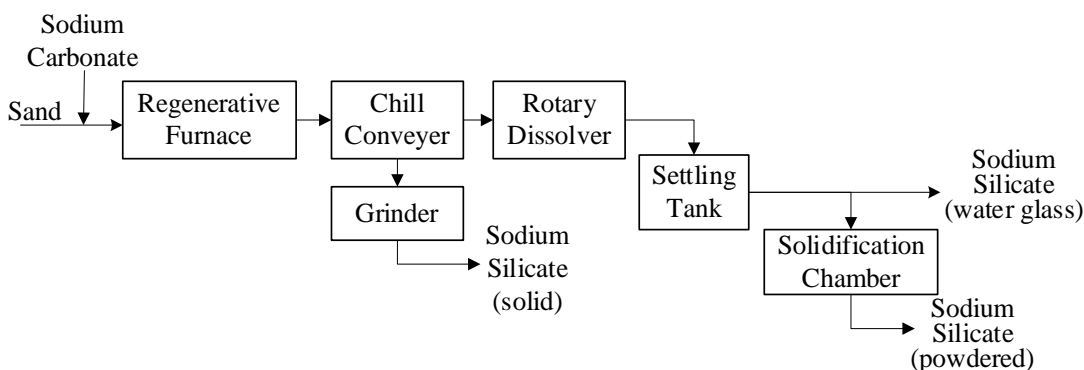 Sodium
Carbonate
Sand
Regenerative
Furnace
Chill
Conveyer
Rotary
Dissolver
Settling
Tank
Sodium
Silicate
(water glass)
Grinder
Sodium
Silicate
(solid)
Solidification
Chamber
Sodium
Silicate
(powdered)